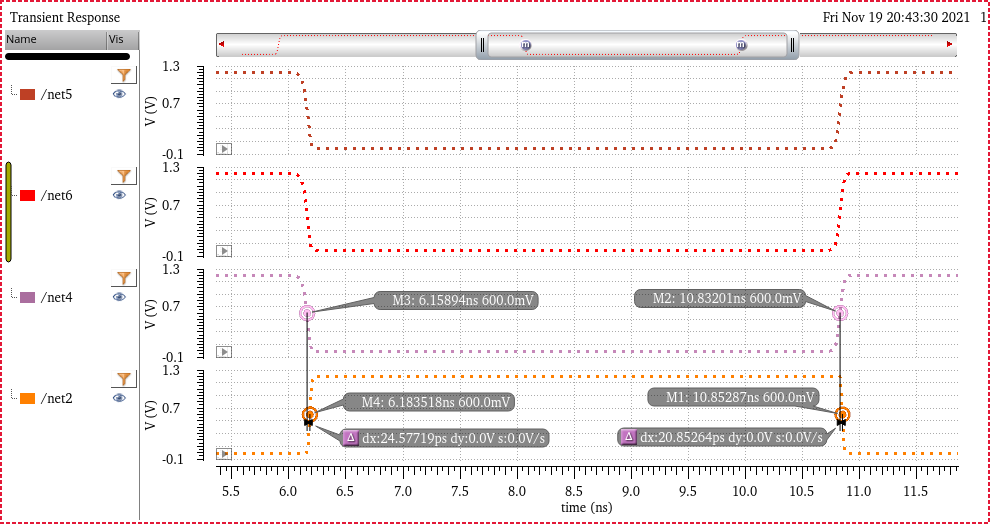 Transient Response Fri Nov 19 20:43:30 2021 1
Name Vis
m m
1.3
/net5
0.7
V (V)
-0.1
1.3
/net6
0.7
V (V)
-0.1
1.3
/net4
M3: 6.15894ns 600.0mV
M2: 10.83201ns 600.0mV
0.7
V (V)
-0.1
1.3
/net2
M4: 6.183518ns 600.0mV
M1: 10.85287ns 600.0mV
0.7
V (V)
Δ dx:24.57719ps dy:0.0V s:0.0V/s
Δ dx:20.85264ps dy:0.0V s:0.0V/s
-0.1
5.5 6.0 6.5 7.0 7.5 8.0 8.5 9.0 9.5 10.0 10.5 11.0 11.5
time (ns)